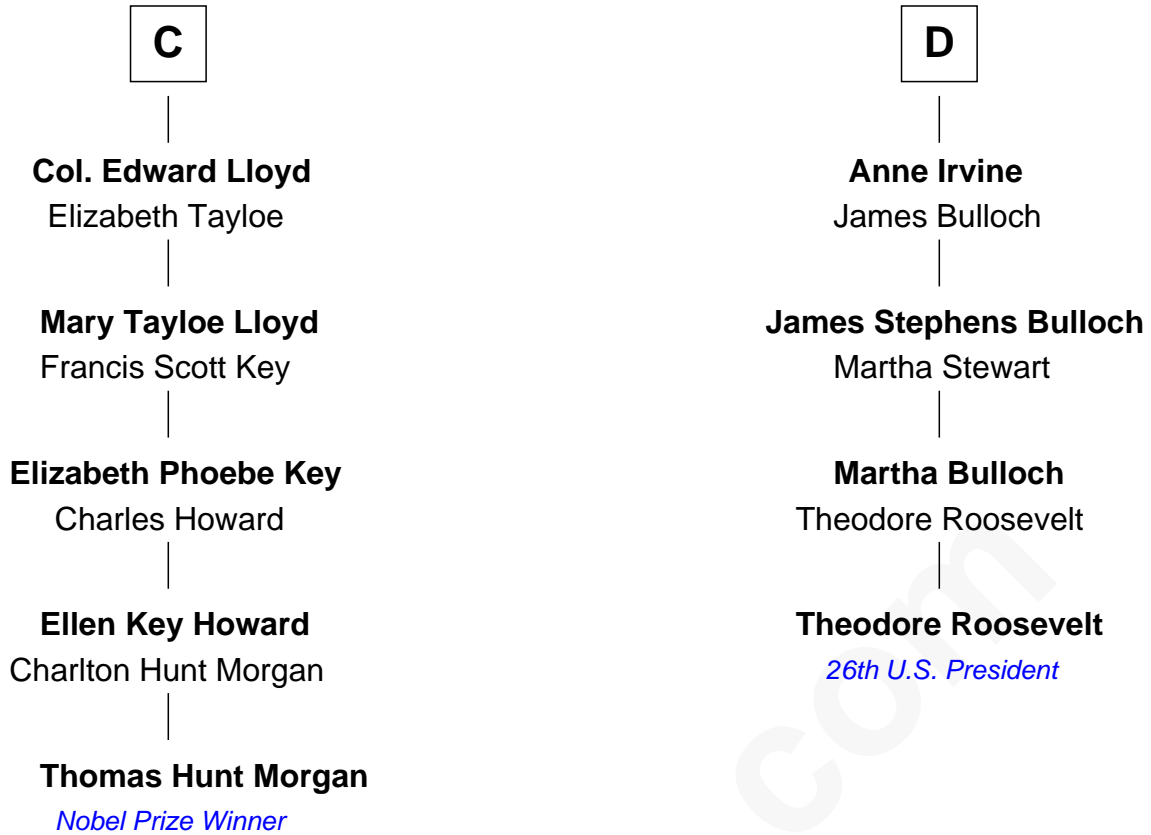 C
Col. Edward Lloyd
Elizabeth Tayloe
Mary Tayloe Lloyd
Francis Scott Key
Elizabeth Phoebe Key
Charles Howard
Ellen Key Howard
Charlton Hunt Morgan
Thomas Hunt Morgan
Nobel Prize Winner
D
Anne Irvine
James Bulloch
James Stephens Bulloch
Martha Stewart
Martha Bulloch
Theodore Roosevelt
Theodore Roosevelt
26th U.S. President
com